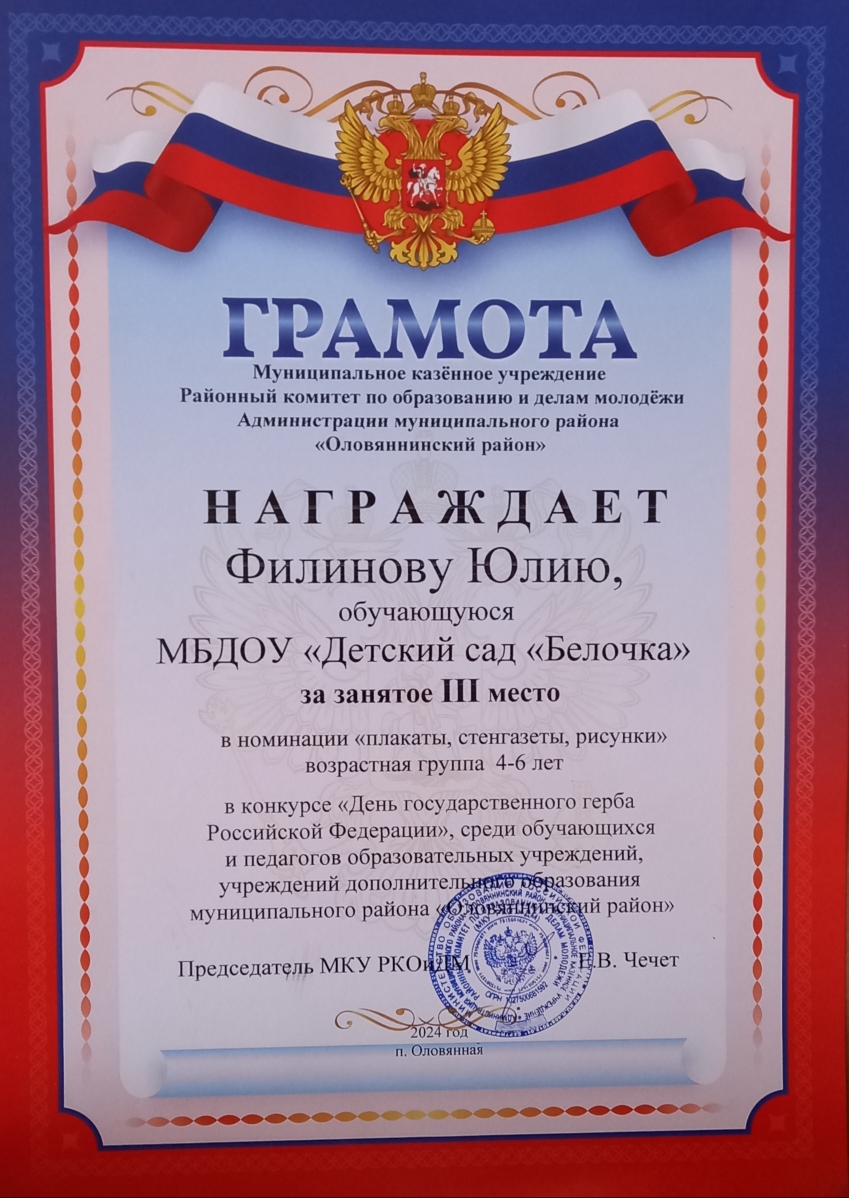 ГРАМОТА
Муниципальное казённое учреждение
Районный комитет по образованию и делам молодёжи
Администрации муниципального района
«Оловяннинский район»
НАГРАЖДАЕТ
Филинову Юлию,
обучающуюся
МБДОУ «Детский сад «Белочка»
за занятое III место
в номинации «плакаты, стенгазеты, рисунки»
возрастная группа 4-6 лет
в конкурсе «День государственного герба
Российской Федерации», среди обучающихся
и педагогов образовательных учреждений,
учреждений дополнительного образования
муниципального района «Оловяннинский район»
Председатель МКУ РКОиДМ В. Чечет
2024 год
п. Оловянная